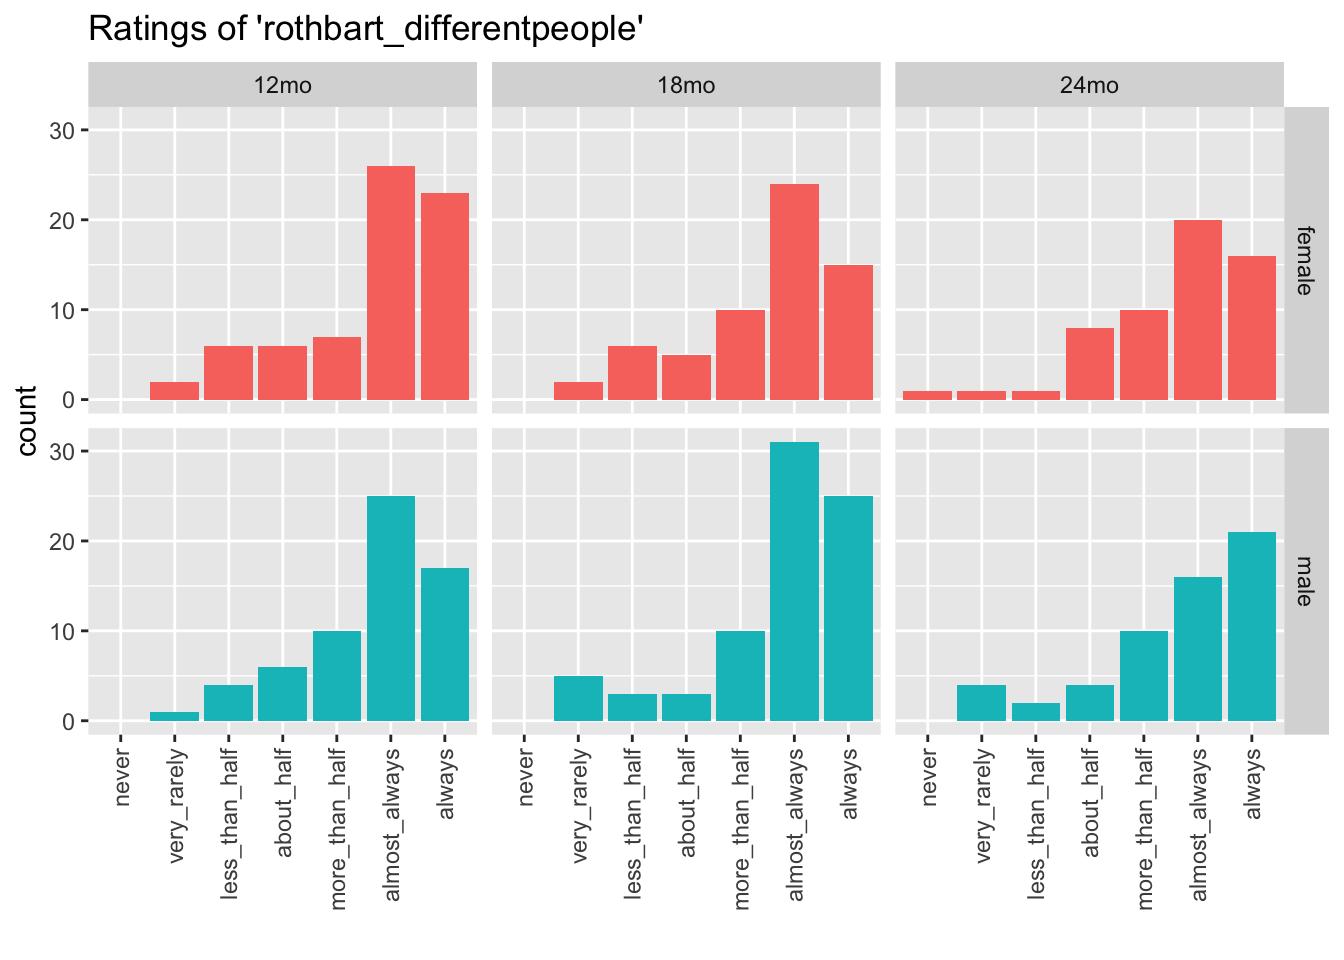 Ratings of 'rothbart_differentpeople'
12mo
18mo
24mo
30
20
10
0
female
count
30
20
10
0
male
never
very_rarely
less_than_half
about_half
more_than_half
almost_always
always
never
very_rarely
less_than_half
about_half
more_than_half
almost_always
always
never
very_rarely
less_than_half
about_half
more_than_half
almost_always
always